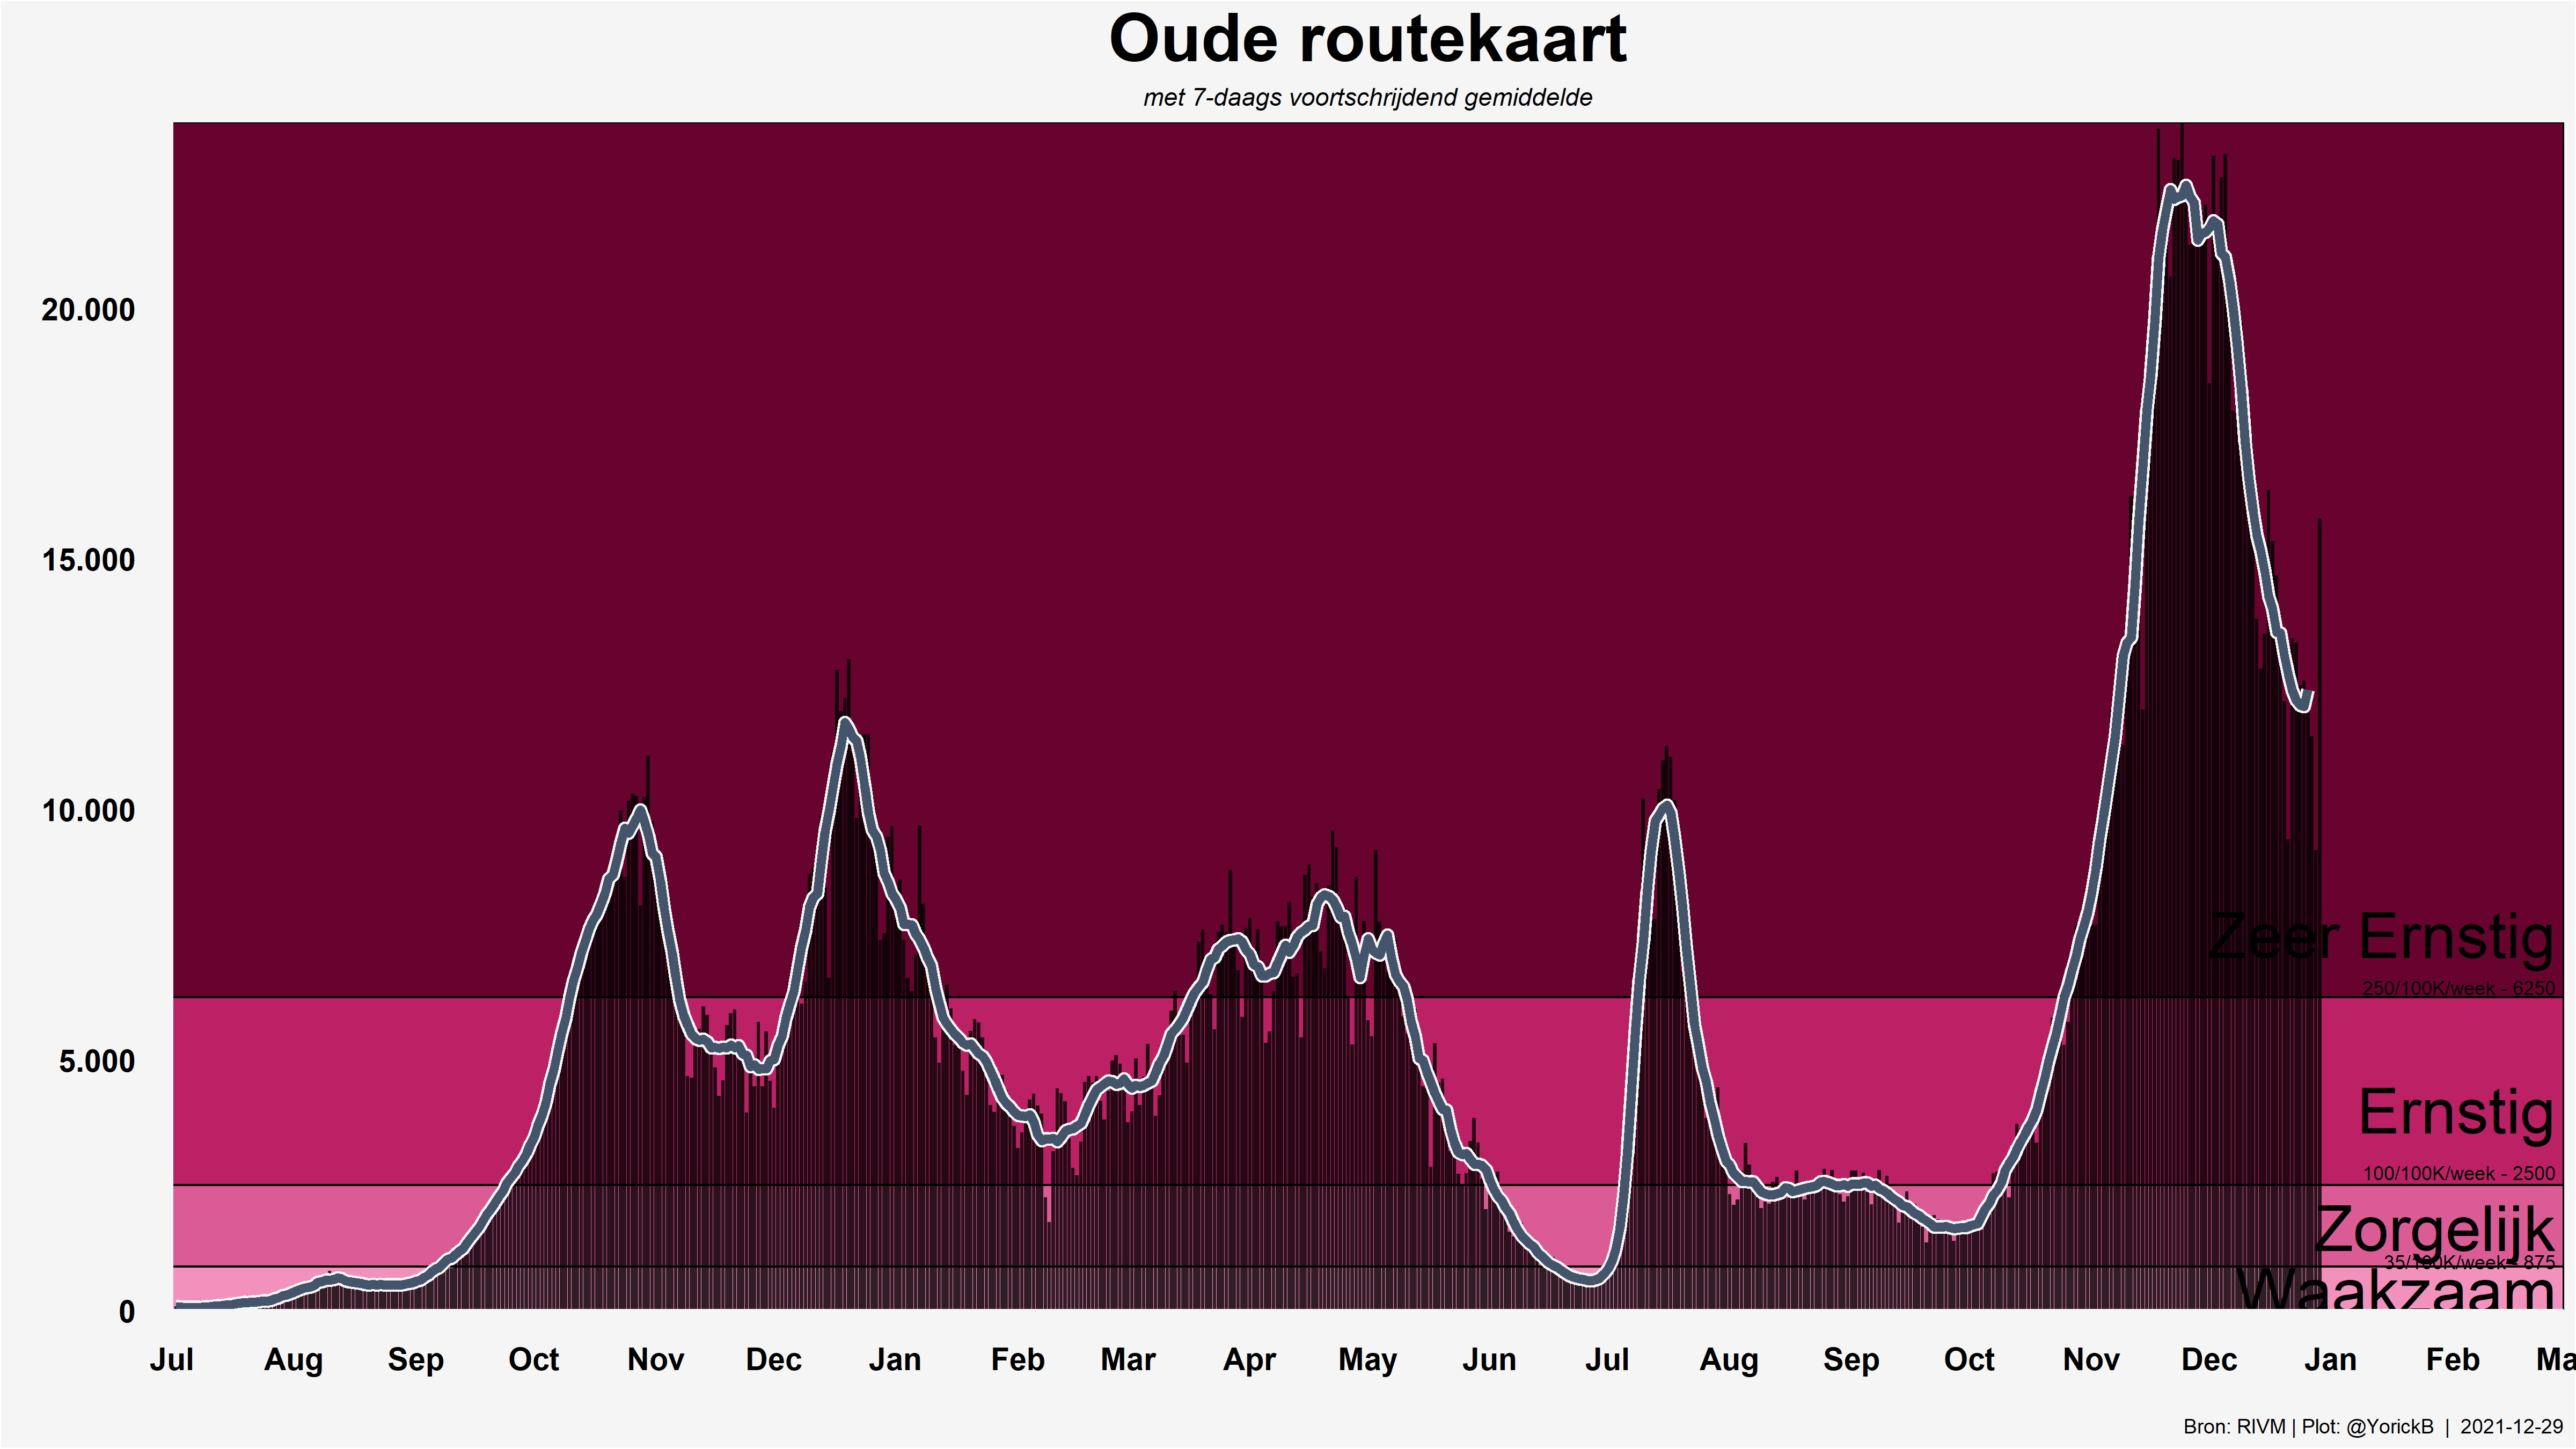 Oude routekaart
met 7-daags voortschrijdend gemiddelde
20.000
15.000
10.000
5.000
0
Zeer Ernstig
250/100K/week - 6250
Ernstig
100/100K/week - 2500
Zorgelijk
35/100K/week - 875
Waakzaam
Jul Aug Sep Oct Nov Dec Jan Feb Mar Apr May Jun Jul Aug Sep Oct Nov Dec Jan Feb Ma
Bron: RIVM | Plot: @YorickB | 2021-12-29